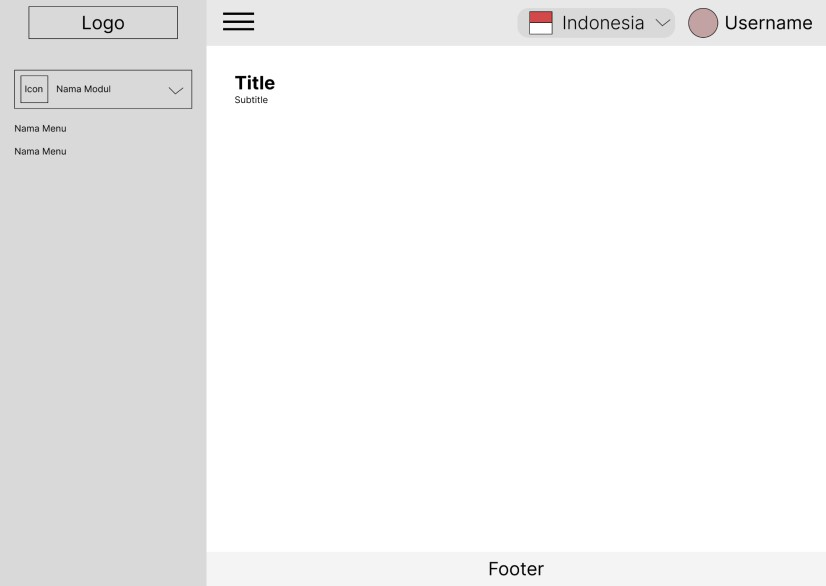 Logo
Indonesia
Username
Icon
Nama Modul
Nama Menu
Nama Menu
Title
Subtitle
Footer